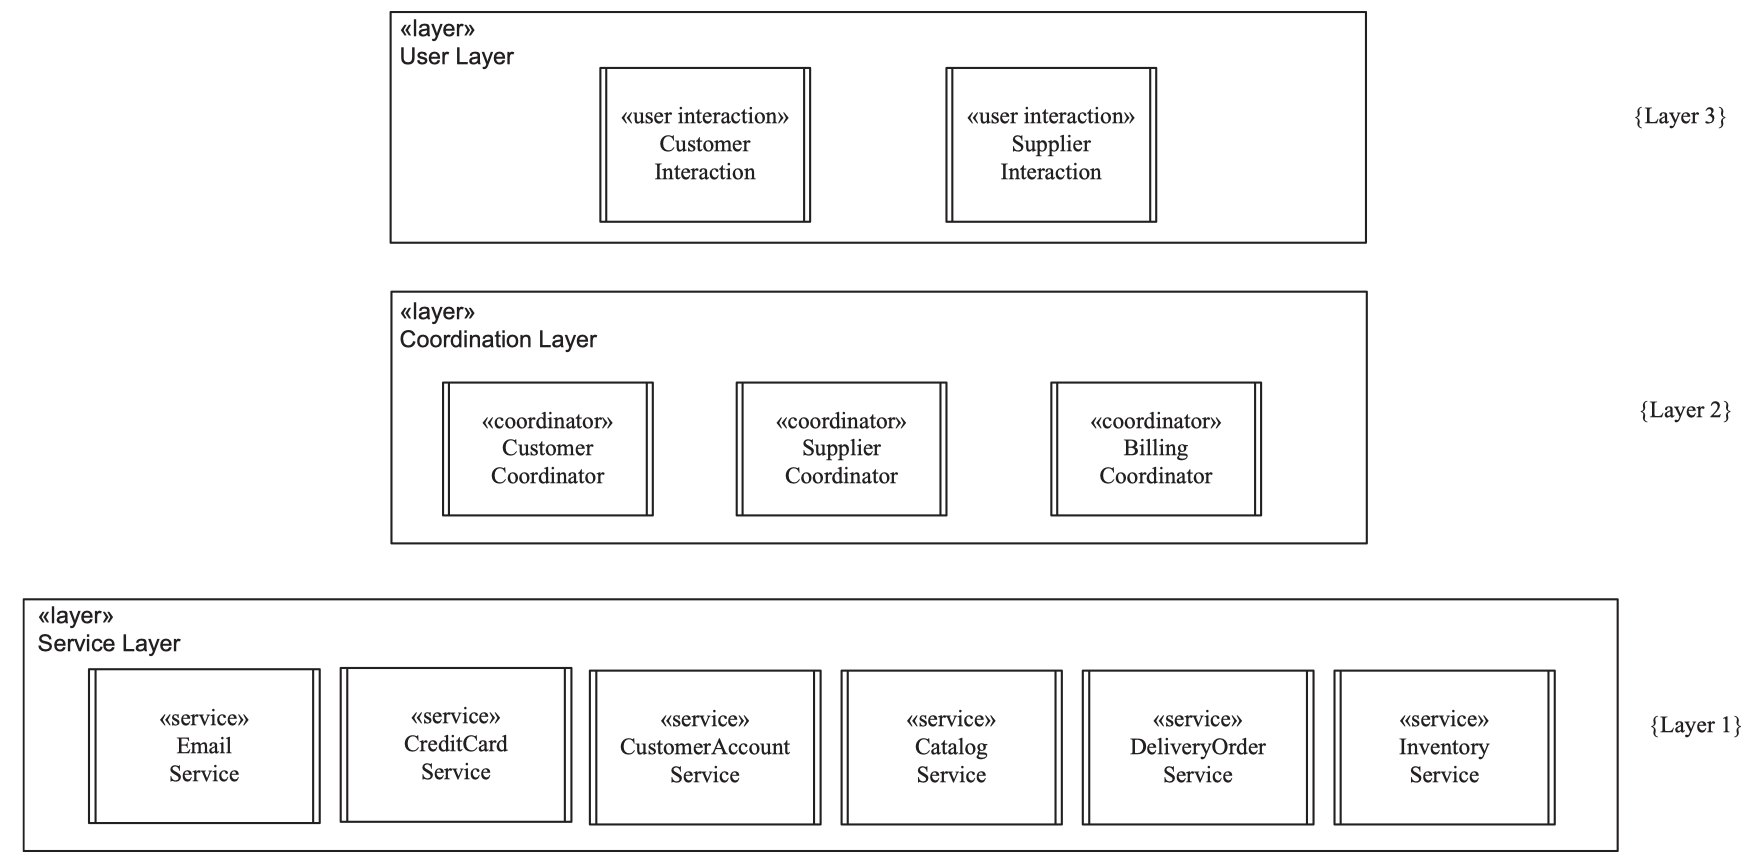 «layer»
User Layer
«user interaction»
Customer
Interaction
«user interaction»
Supplier
Interaction
{Layer 3}
«layer»
Coordination Layer
«coordinator»
Customer
Coordinator
«coordinator»
Supplier
Coordinator
«coordinator»
Billing
Coordinator
{Layer 2}
«layer»
Service Layer
«service»
Email
Service
«service»
CreditCard
Service
«service»
CustomerAccount
Service
«service»
Catalog
Service
«service»
DeliveryOrder
Service
«service»
Inventory
Service
{Layer 1}